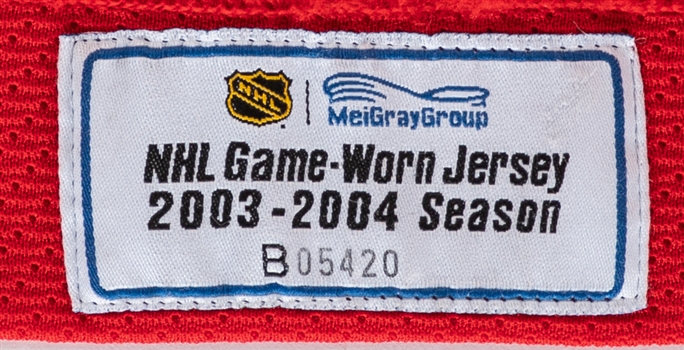 NHL | MeiGrayGroup
NHL Game-Worn Jersey
2003-2004 Season
B05420